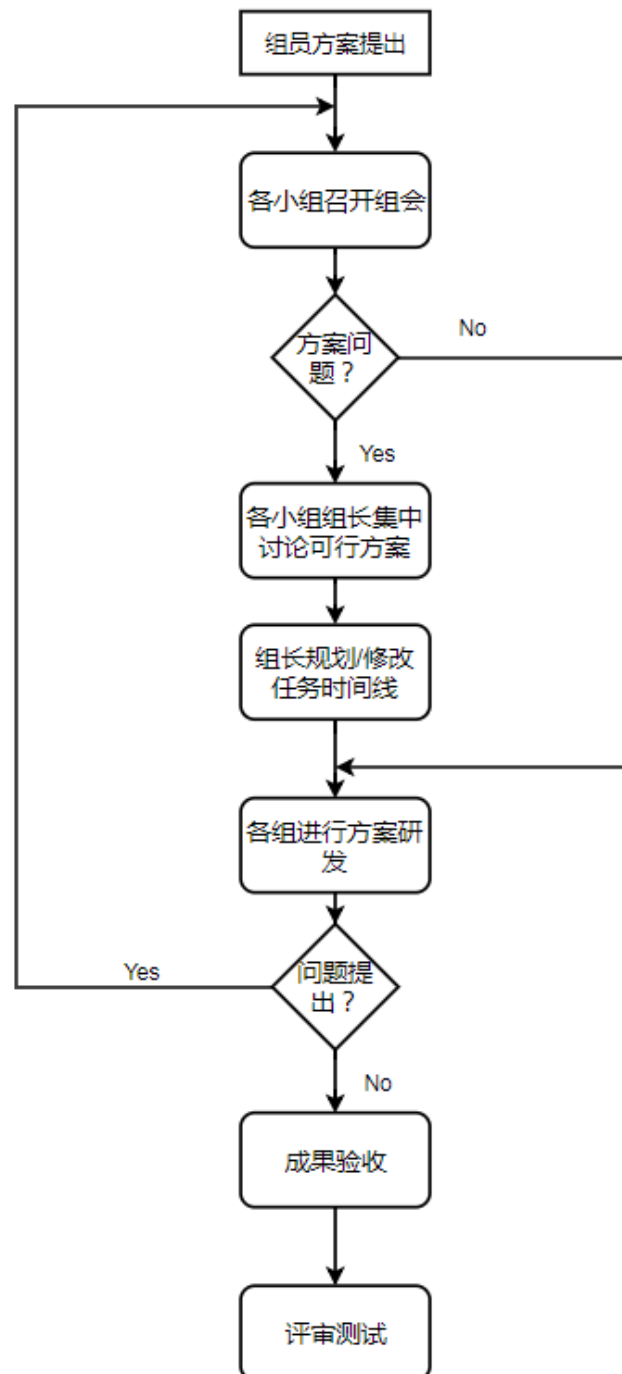 组员方案提出
各小组召开组会
方案问
题？
No
Yes
各小组组长集中
讨论可行方案
组长规划/修改
任务时间线
各组进行方案研
发
问题提
出？
Yes
No
成果验收
评审测试